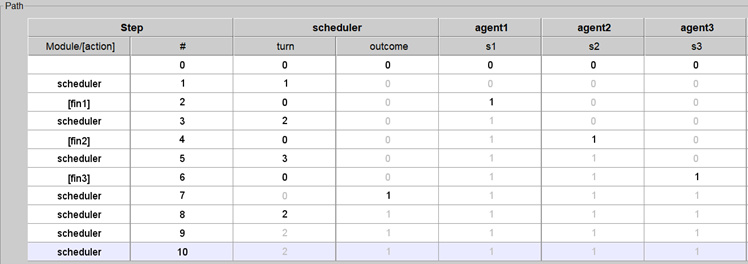 Path
Step scheduler agent1 agent2 agent3
Module/[action] # turn outcome s1 s2 s3
0 0 0 0 0 0
scheduler 1 1 0 0 0 0
[fin1] 2 0 0 1 0 0
scheduler 3 2 0 1 0 0
[fin2] 4 0 0 1 1 0
scheduler 5 3 0 1 1 0
[fin3] 6 0 0 1 1 1
scheduler 7 0 1 1 1 1
scheduler 8 2 1 1 1 1
scheduler 9 2 1 1 1 1
scheduler 10 2 1 1 1 1